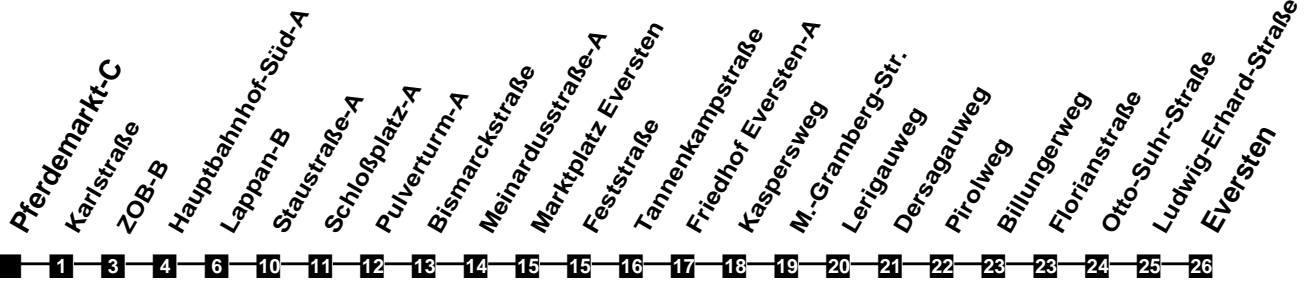 Pferdemarkt-C
Karlstraße
ZOB-B
Hauptbahnhof-Süd-A
Lappan-B
Staustraße-A
Schloßplatz-A
Pulverturm-A
Bismarckstraße
Meinardusstraße-A
Marktplatz Eversten
Feststraße
Tannenkampstraße
Friedhof Eversten-A
Kaspersweg
M.-Gramberg-Str.
Lerigauweg
Dersagauweg
Pirolweg
Billungerweg
Florianstraße
Otto-Suhr-Straße
Ludwig-Erhard-Straße
Eversten
1 3 4 6 10 11 12 13 14 15 15 16 17 18 19 20 21 22 23 23 24 25 26